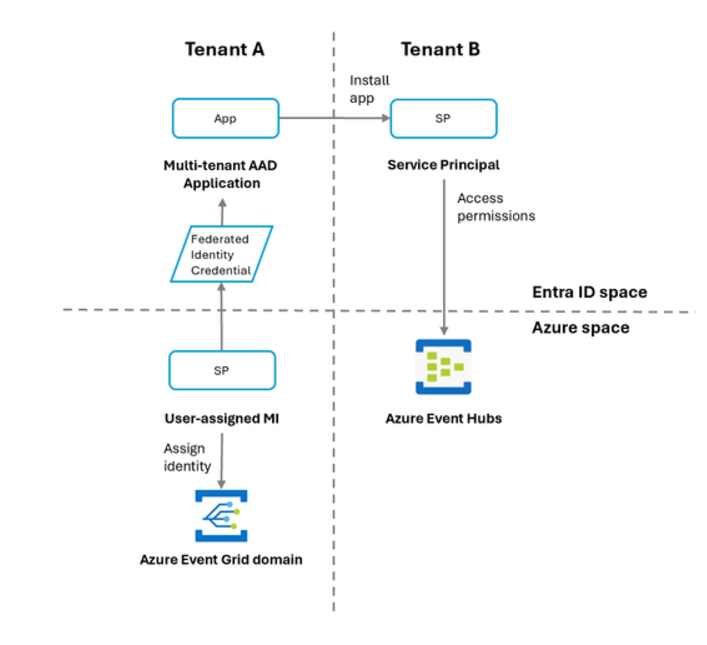 Tenant A
Tenant B
Install
app
App
SP
Multi-tenant AAD
Application
Service Principal
Access
permissions
Federated
Identity
Credential
Entra ID space
Azure space
SP
User-assigned MI
Azure Event Hubs
Assign
identity
Azure Event Grid domain